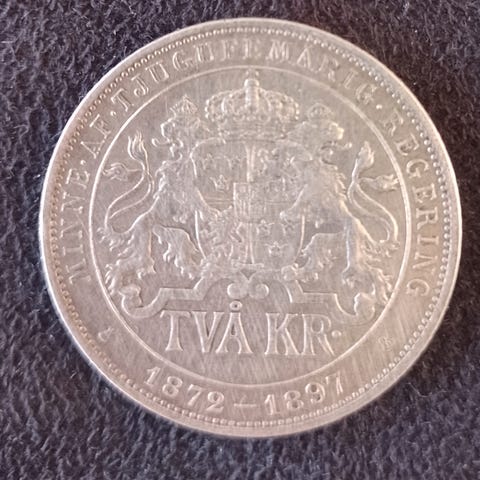 MINNE·AF·TJUGUFEMÅRIG·REGERING
TVÅ KR·
1872–1897